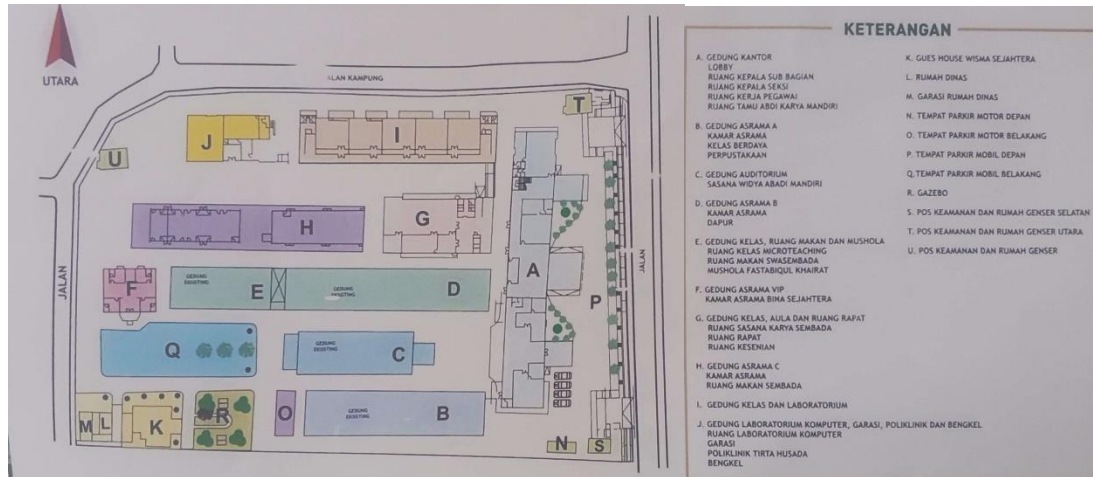 UTARA
ALAN KAMPUNG
T
J
I
U
H
G
A
JALAN
JALAN
F
GEDUNG
EKSISTING
E
GEDUNG
EKSISTING
D
P
Q
GEDUNG
EKSISTING
C
M
L
K
R
O
GEDUNG
EKSISTING
B
N
S
KETERANGAN
A. GEDUNG KANTOR
LOBBY
RUANG KEPALA SUB BAGIAN
RUANG KEPALA SEKSI
RUANG KERJA PEGAWAI
RUANG TAMU ABDI KARYA MANDIRI
B. GEDUNG ASRAMA A
KAMAR ASRAMA
KELAS BERDAYA
PERPUSTAKAAN
C. GEDUNG AUDITORIUM
SASANA WIDYA ABADI MANDIRI
D. GEDUNG ASRAMA B
KAMAR ASRAMA
DAPUR
E. GEDUNG KELAS, RUANG MAKAN DAN MUSHOLA
RUANG KELAS MICROTEACHING
RUANG MAKAN SWASEMBADA
MUSHOLA FASTABIQUL KHAIRAT
F. GEDUNG ASRAMA VIP
KAMAR ASRAMA BINA SEJAHTERA
G. GEDUNG KELAS, AULA DAN RUANG RAPAT
RUANG SASANA KARYA SEMBADA
RUANG RAPAT
RUANG KESENIAN
H. GEDUNG ASRAMA C
KAMAR ASRAMA
RUANG MAKAN SEMBADA
I. GEDUNG KELAS DAN LABORATORIUM
J. GEDUNG LABORATORIUM KOMPUTER, GARASI, POLIKLINIK DAN BENGKEL
RUANG LABORATORIUM KOMPUTER
GARASI
POLIKLINIK TIRTA HUSADA
BENGKEL
K. GUES HOUSE WISMA SEJAHTERA
L. RUMAH DINAS
M. GARASI RUMAH DINAS
N. TEMPAT PARKIR MOTOR DEPAN
O. TEMPAT PARKIR MOTOR BELAKANG
P. TEMPAT PARKIR MOBIL DEPAN
Q. TEMPAT PARKIR MOBIL BELAKANG
R. GAZEBO
S. POS KEAMANAN DAN RUMAH GENSER SELATAN
T. POS KEAMANAN DAN RUMAH GENSER UTARA
U. POS KEAMANAN DAN RUMAH GENSER